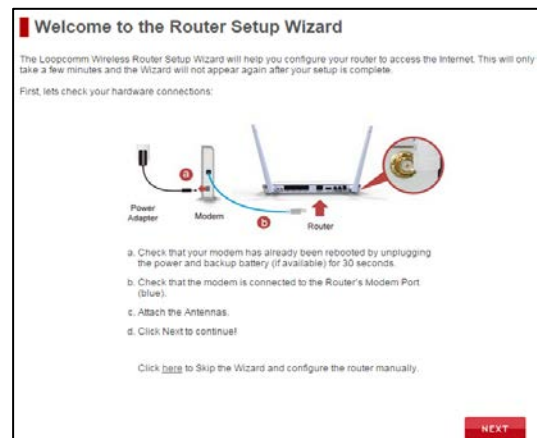 Welcome to the Router Setup Wizard
The Loopcomm Wireless Router Setup Wizard will help you configure your router to access the Internet. This will only
take a few minutes and the Wizard will not appear again after your setup is complete.
First, lets check your hardware connections:
a
b
Power
Adapter
Modem
Router
a. Check that your modem has already been rebooted by unplugging
the power and backup battery (if available) for 30 seconds.
b. Check that the modem is connected to the Router's Modem Port
(blue).
c. Attach the Antennas.
d. Click Next to continue!
Click here to Skip the Wizard and configure the router manually.
NEXT